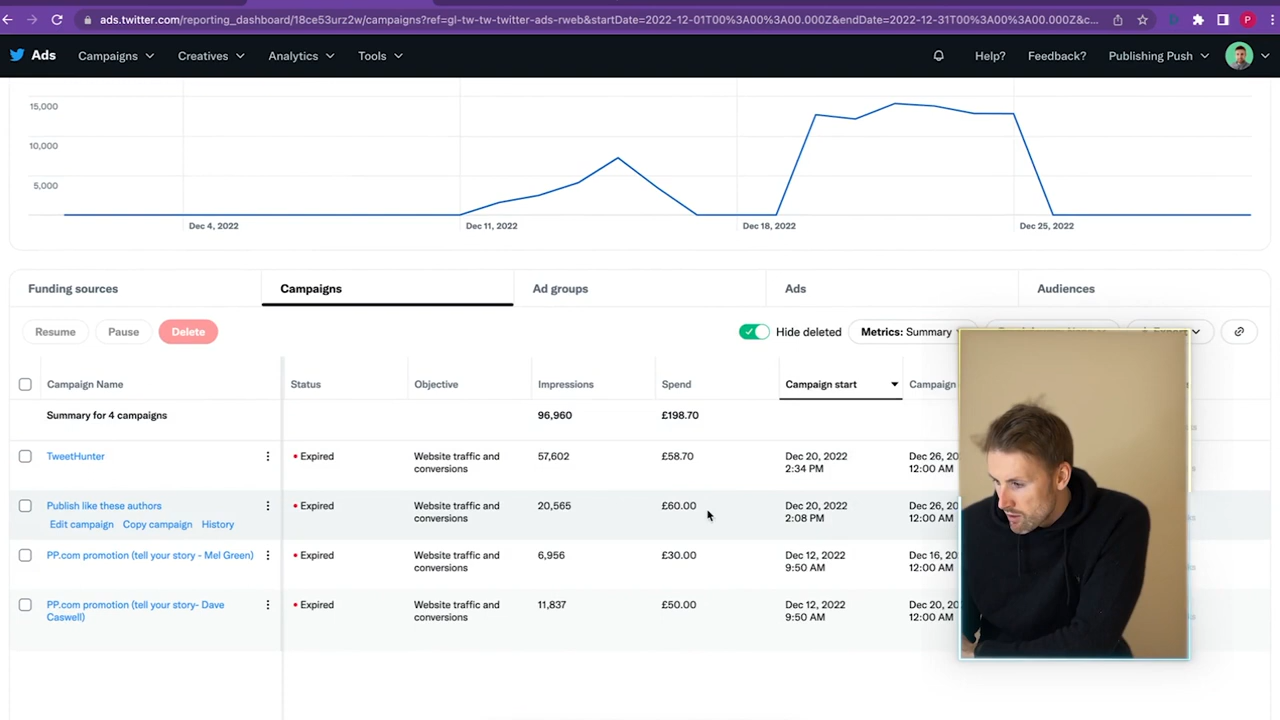 ads.twitter.com/reporting_dashboard/18ce53urz2w/campaigns?ref=gl-tw-tw-twitter-ads-rweb&startDate=2022-12-01T00%3A00%3A00.000Z&endDate=2022-12-31T00%3A00%3A00.000Z&c...
P
Ads Campaigns Creatives Analytics Tools Help? Feedback? Publishing Push
15,000
10,000
5,000
Dec 4, 2022 Dec 11, 2022 Dec 18, 2022 Dec 25, 2022
Funding sources Campaigns Ad groups Ads Audiences
Resume Pause Delete Hide deleted Metrics: Summary
Campaign Name Status Objective Impressions Spend Campaign start Campaign
Summary for 4 campaigns 96,960 £198.70
TweetHunter Expired Website traffic and 57,602 £58.70 Dec 20, 2022 Dec 26, 20
conversions 2:34 PM 12:00 AM
Publish like these authors Expired Website traffic and 20,565 £60.00 Dec 20, 2022 Dec 26, 20
Edit campaign Copy campaign History conversions 2:08 PM 12:00 AM
PP.com promotion (tell your story - Mel Green) Expired Website traffic and 6,956 £30.00 Dec 12, 2022 Dec 16, 20
conversions 9:50 AM 12:00 AM
PP.com promotion (tell your story- Dave Expired Website traffic and 11,837 £50.00 Dec 12, 2022 Dec 20, 20
Caswell) conversions 9:50 AM 12:00 AM